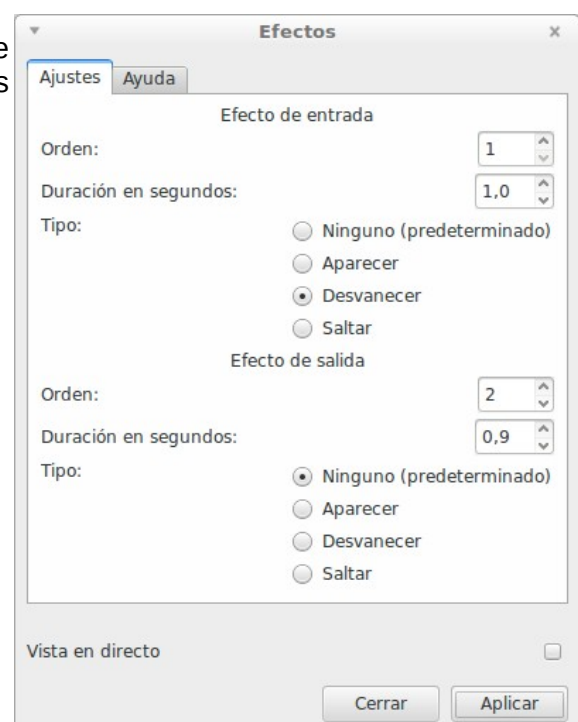 Efectos
e
s
Ajustes Ayuda
Efecto de entrada
Orden: 1
Duración en segundos: 1,0
Tipo: Ninguno (predeterminado)
Aparecer
Desvanecer
Saltar
Efecto de salida
Orden: 2
Duración en segundos: 0,9
Tipo: Ninguno (predeterminado)
Aparecer
Desvanecer
Saltar
Vista en directo
Cerrar Aplicar